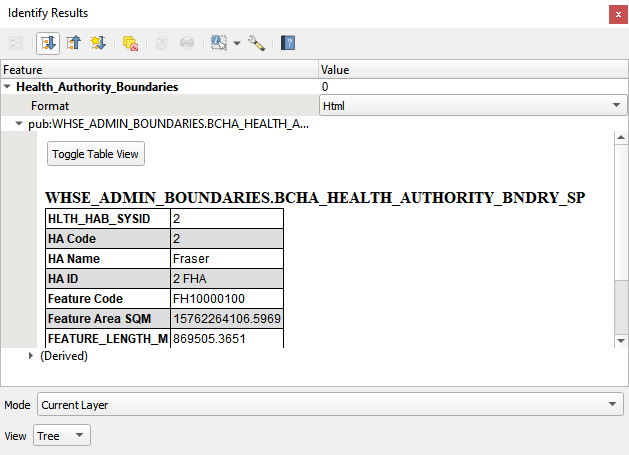 Identify Results
Feature Value
Health_Authority_Boundaries 0
Format Html
pub:WHSE_ADMIN_BOUNDARIES.BCHA_HEALTH_A...
Toggle Table View
WHSE_ADMIN_BOUNDARIES.BCHA_HEALTH_AUTHORITY_BNDRY_SP
HLTH_HAB_SYSID 2
HA Code 2
HA Name Fraser
HA ID 2 FHA
Feature Code FH10000100
Feature Area SQM 15762264106.5969
FEATURE_LENGTH_M 869505.3651
(Derived)
Mode Current Layer
View Tree